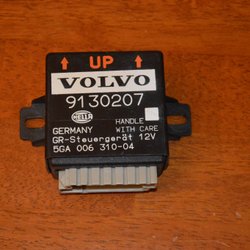 ↑ UP ↑
VOLVO
9130207
HELLA
HANDLE
GERMANY WITH CARE
GR-Steuergerät 12V
5GA 006 310-04